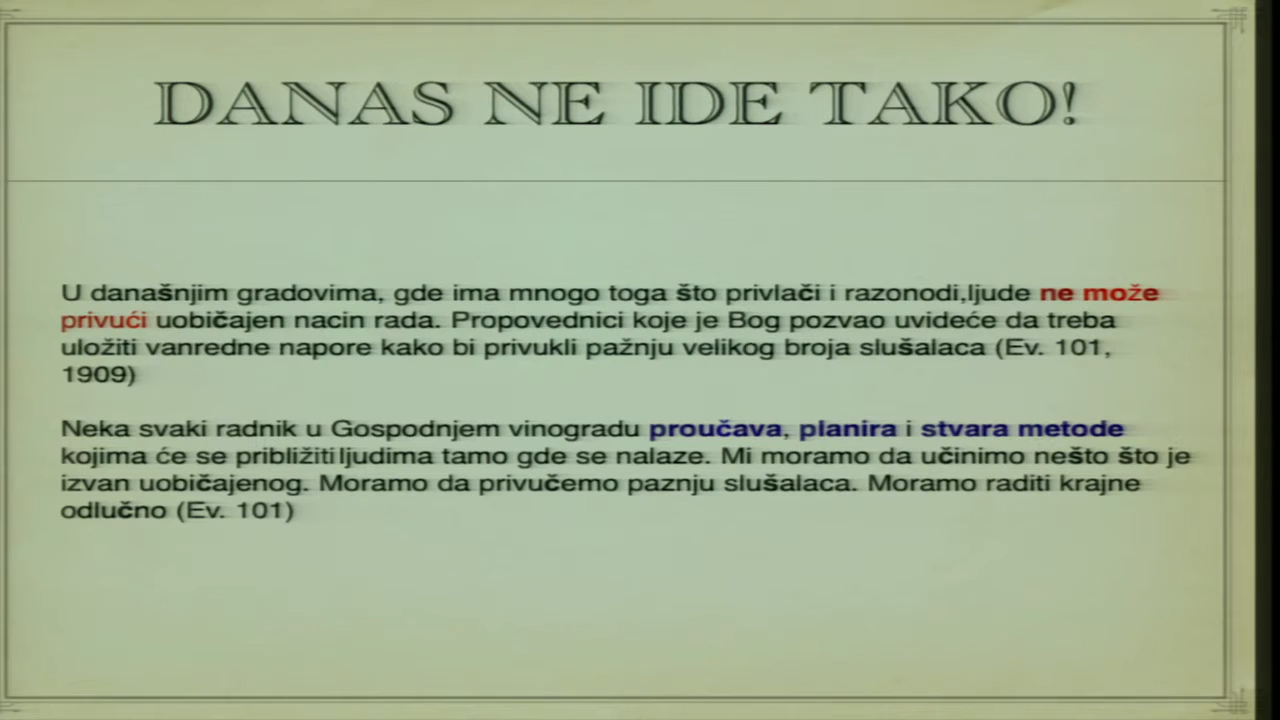 DANAS NE IDE TAKO!
U današnjim gradovima, gde ima mnogo toga što privlači i razonodi,ljude ne može
privući uobičajen nacin rada. Propovednici koje je Bog pozvao uvideće da treba
uložiti vanredne napore kako bi privukli pažnju velikog broja slušalaca (Ev. 101,
1909)
Neka svaki radnik u Gospodnjem vinogradu proučava, planira i stvara metode
kojima će se približiti ljudima tamo gde se nalaze. Mi moramo da učinimo nešto što je
izvan uobičajenog. Moramo da privučemo paznju slušalaca. Moramo raditi krajne
odlučno (Ev. 101)